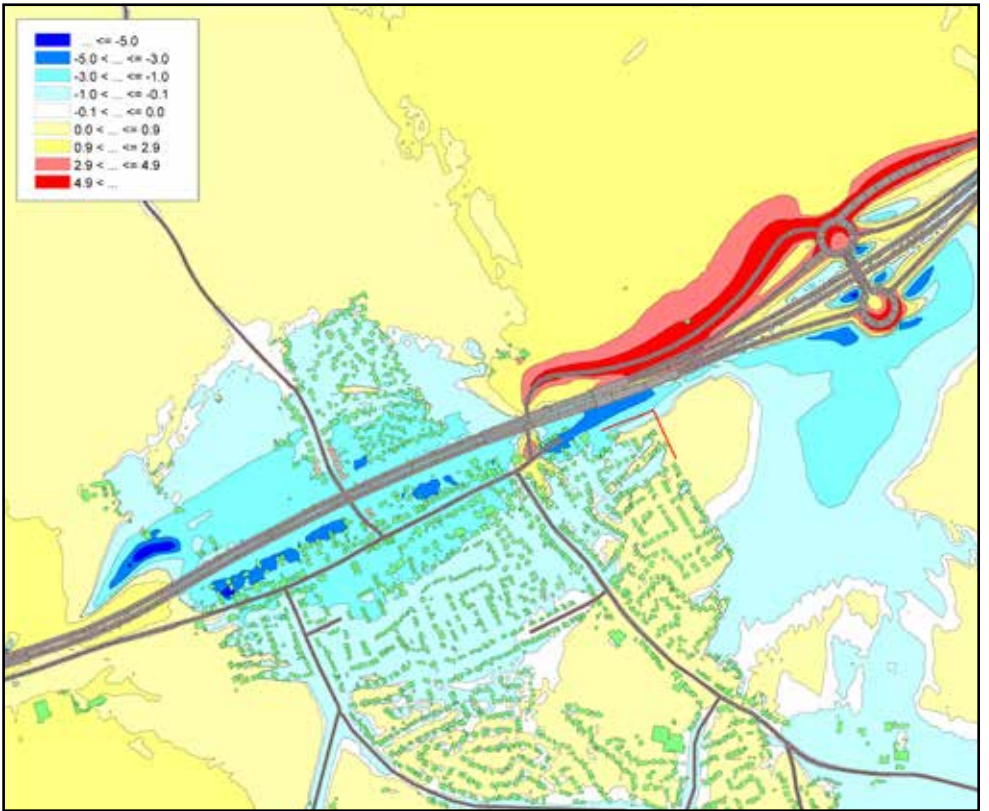 ... <= -5.0
-5.0 < ... <= -3.0
-3.0 < ... <= -1.0
-1.0 < ... <= -0.1
-0.1 < ... <= 0.0
0.0 < ... <= 0.9
0.9 < ... <= 2.9
2.9 < ... <= 4.9
4.9 < ...